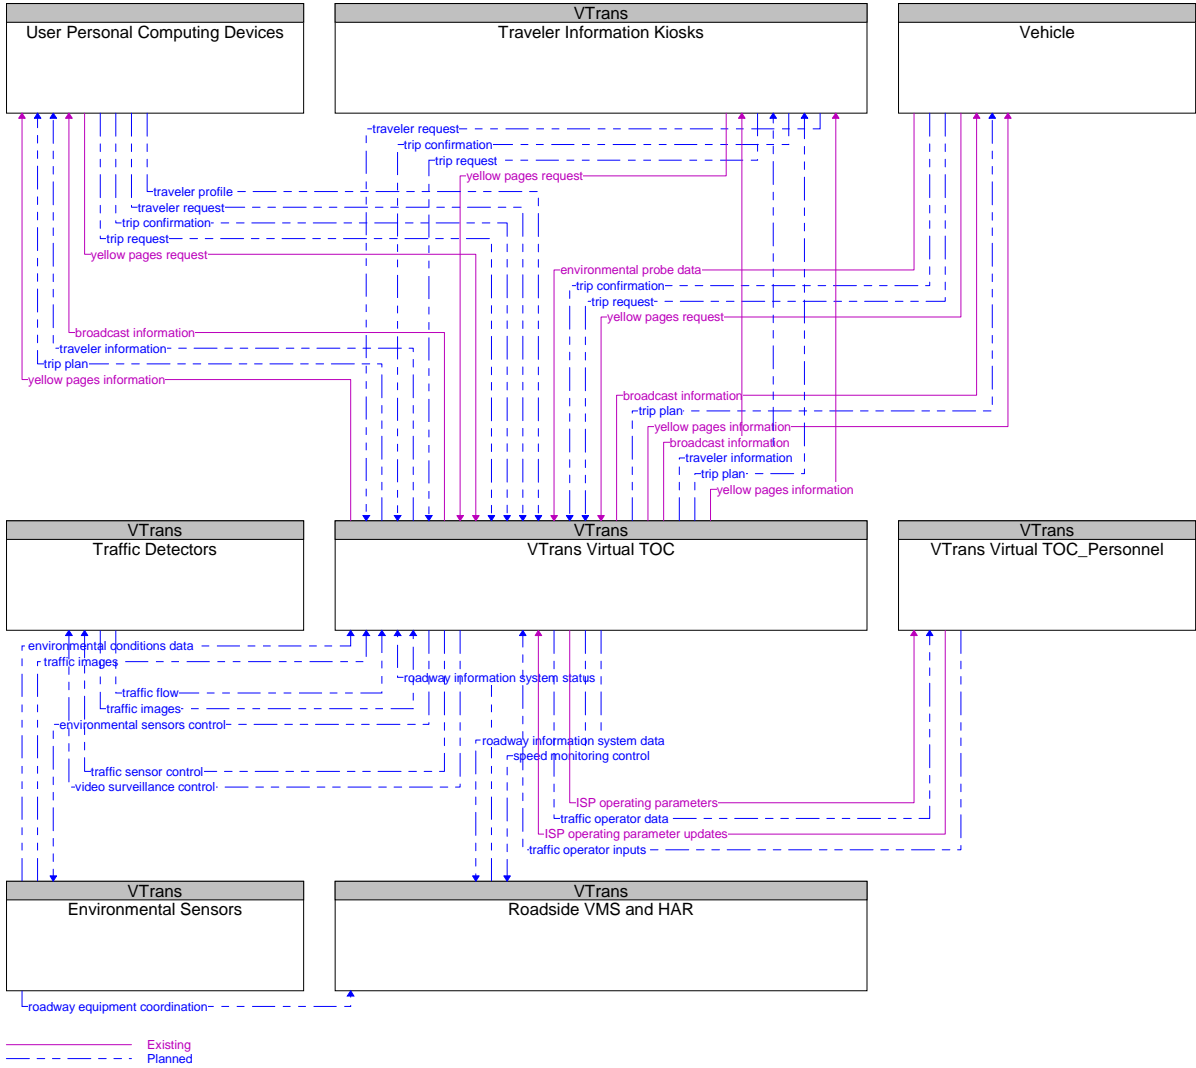 VTrans
User Personal Computing Devices
Traveler Information Kiosks
Vehicle
traveler request
trip confirmation
trip request
yellow pages request
traveler profile
traveler request
trip confirmation
trip request
yellow pages request
environmental probe data
trip confirmation
trip request
yellow pages request
broadcast information
traveler information
trip plan
yellow pages information
broadcast information
trip plan
yellow pages information
broadcast information
traveler information
trip plan
yellow pages information
VTrans
Traffic Detectors
VTrans
VTrans Virtual TOC
VTrans
VTrans Virtual TOC_Personnel
environmental conditions data
traffic images
roadway information system status
traffic flow
traffic images
environmental sensors control
roadway information system data
speed monitoring control
traffic sensor control
video surveillance control
ISP operating parameters
traffic operator data
ISP operating parameter updates
traffic operator inputs
VTrans
Environmental Sensors
VTrans
Roadside VMS and HAR
roadway equipment coordination
Existing
Planned